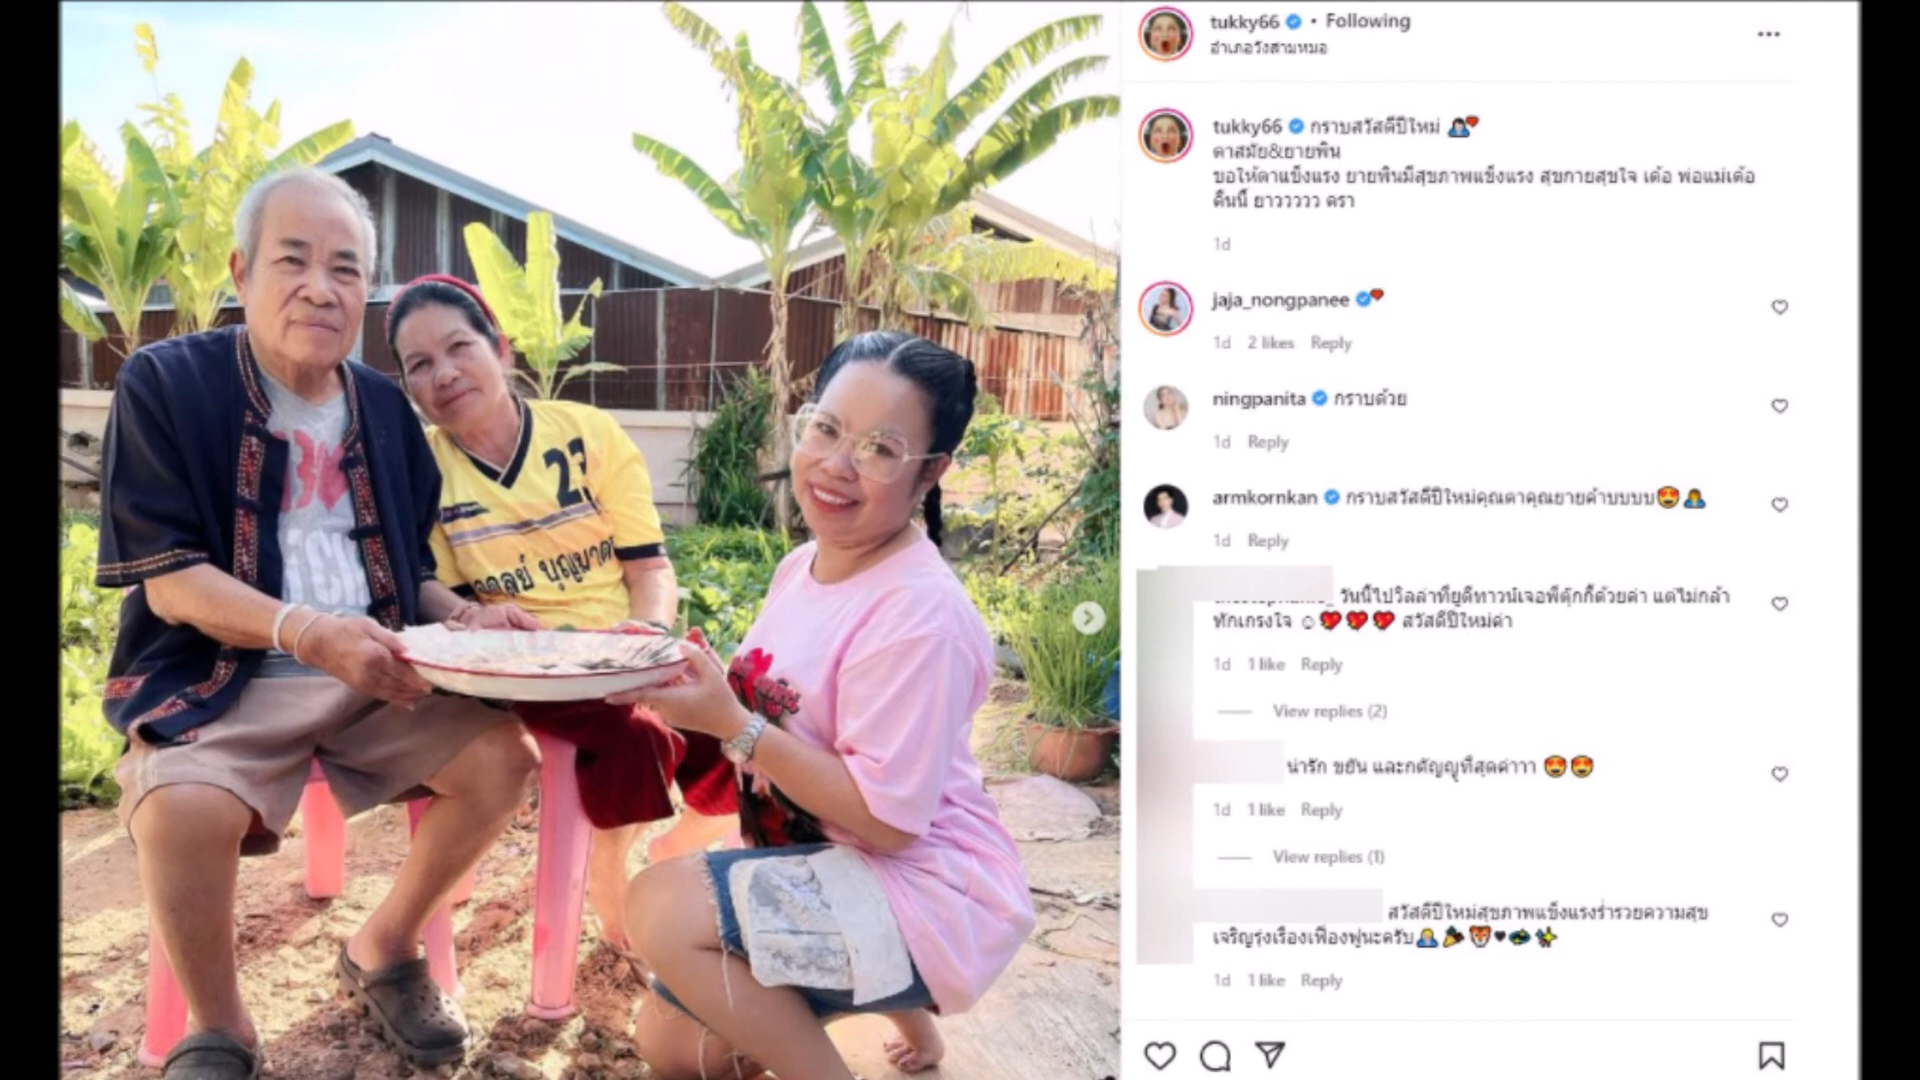 tukky66 • Following
อำเภอวังสามหมอ
tukky66 กราบสวัสดีปีใหม่
ตาสมัย&ยายพิน
ขอให้ตาแข็งแรง ยายพินมีสุขภาพแข็งแรง สุขกายสุขใจ เด้อ พ่อแม่เด้อ
คืนนี้ ยาววววว ครา
1d
jaja_nongpanee
1d 2 likes Reply
ningpanita กราบด้วย
1d Reply
armkornkan กราบสวัสดีปีใหม่คุณตาคุณยายค้าบบบบ😍
1d Reply
วันนี้ไปวิลล่าที่ยูดีทาวน์เจอพี่ตุ๊กกี้ด้วยค่า แต่ไม่กล้า
ทักเกรงใจ ☺ สวัสดีปีใหม่ค่า
1d 1 like Reply
View replies (2)
น่ารัก ขยัน และกตัญญูที่สุดค่าาา 😍😍
1d 1 like Reply
View replies (1)
สวัสดีปีใหม่สุขภาพแข็งแรงร่ำรวยความสุข
เจริญรุ่งเรืองเฟื่องฟูนะครับ
1d 1 like Reply
23
บุญมาตร